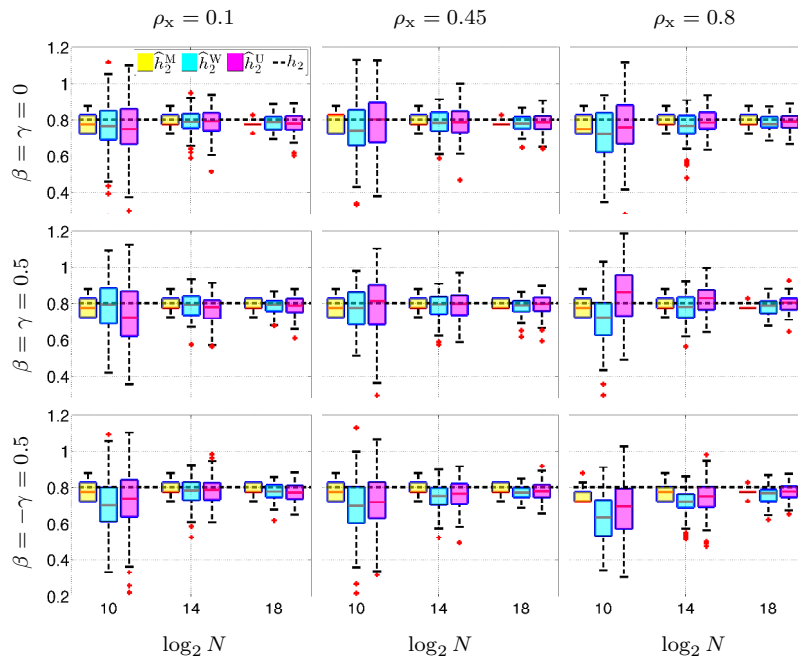 ρₓ = 0.1 ρₓ = 0.45 ρₓ = 0.8
β = γ = 0
1.2
1
0.8
0.6
0.4
ĥ₂ᴹ ĥ₂ᵂ ĥ₂ᵁ h₂
β = γ = 0.5
1.2
1
0.8
0.6
0.4
β = −γ = 0.5
1.2
1
0.8
0.6
0.4
0.2
10 14 18 10 14 18 10 14 18
log₂ N log₂ N log₂ N